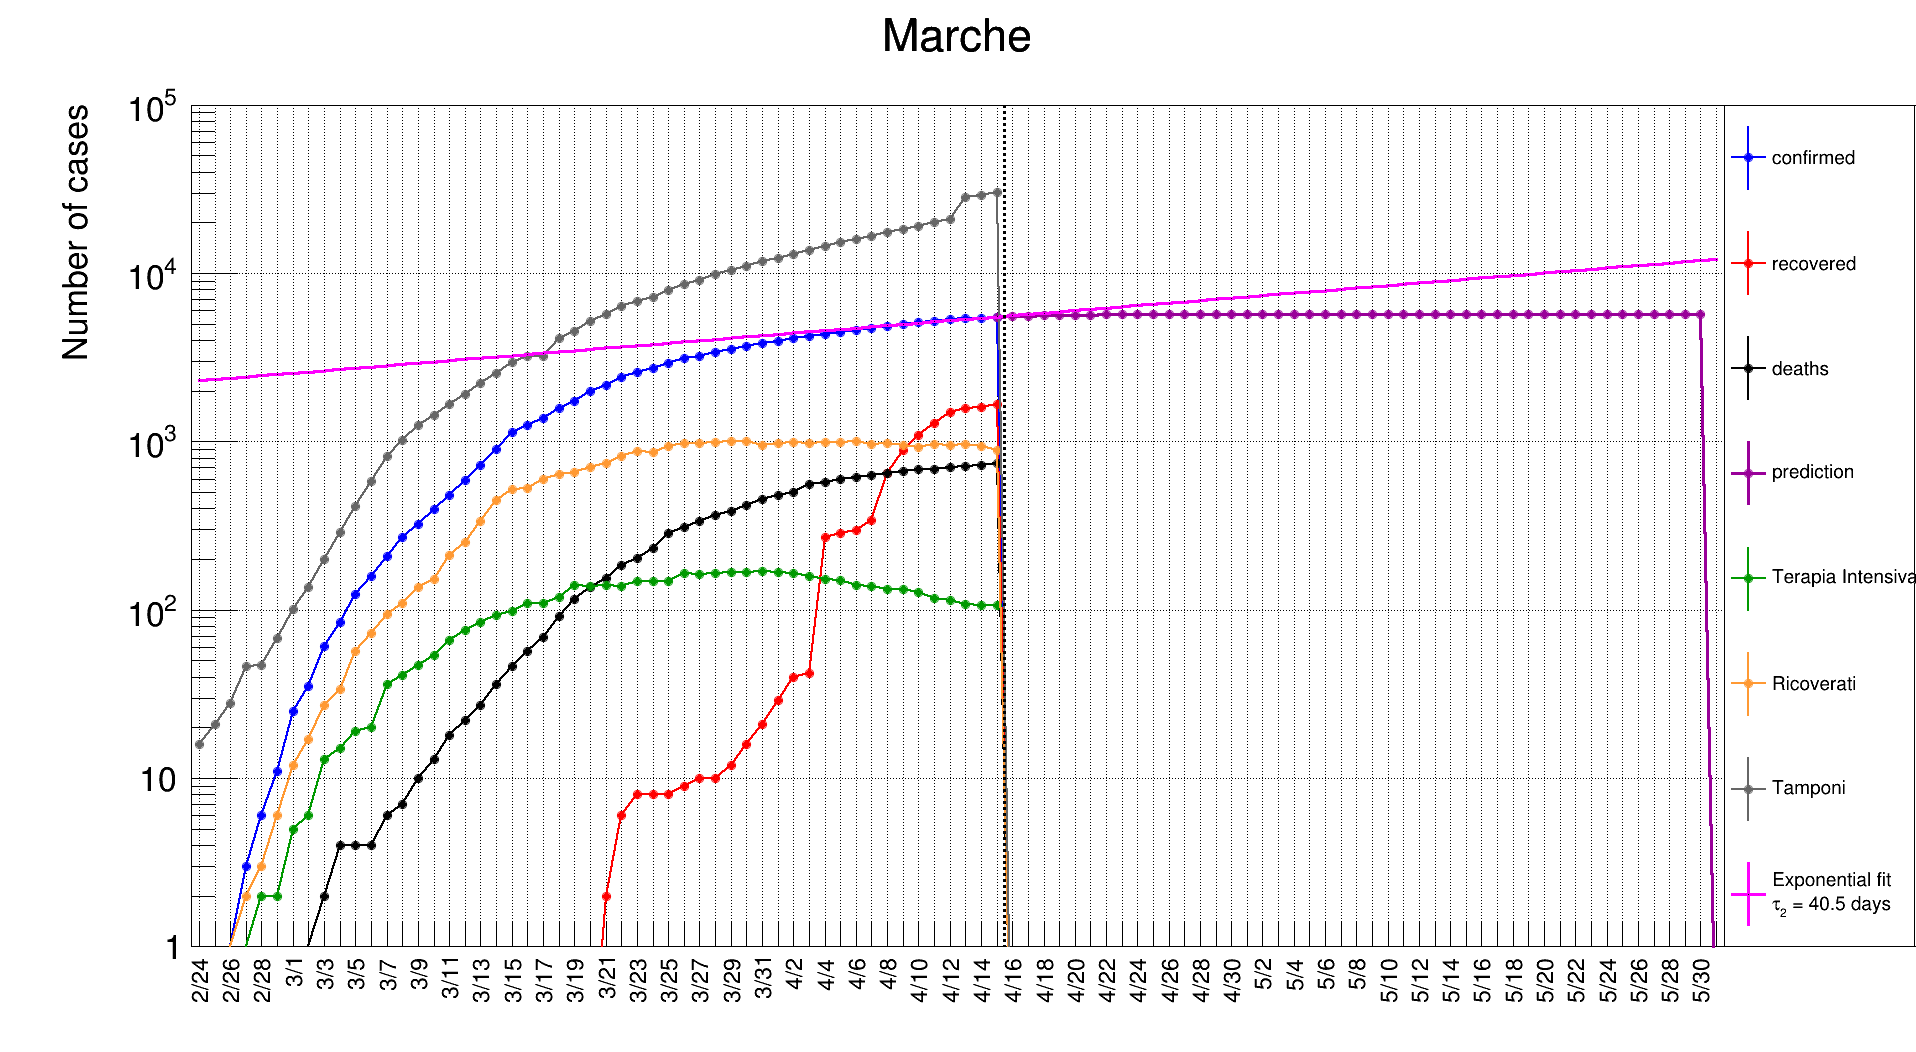 Marche
Number of cases
10^5
10^4
10^3
10^2
10
1
2/24 2/26 2/28 3/1 3/3 3/5 3/7 3/9 3/11 3/13 3/15 3/17 3/19 3/21 3/23 3/25 3/27 3/29 3/31 4/2 4/4 4/6 4/8 4/10 4/12 4/14 4/16 4/18 4/20 4/22 4/24 4/26 4/28 4/30 5/2 5/4 5/6 5/8 5/10 5/12 5/14 5/16 5/18 5/20 5/22 5/24 5/26 5/28 5/30
confirmed
recovered
deaths
prediction
Terapia Intensiva
Ricoverati
Tamponi
Exponential fit
τ_2 = 40.5 days